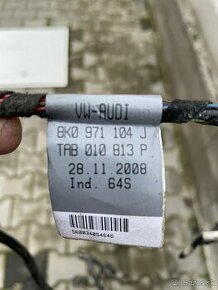 VW-AUDI
8K0 971 104 J
TAB 010 813 P
28.11.2008
Ind. 64S